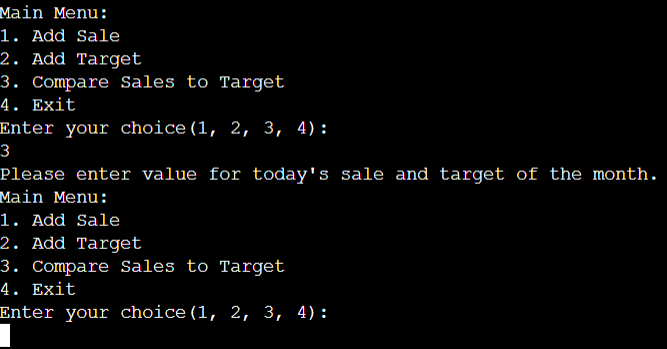 Main Menu:
1. Add Sale
2. Add Target
3. Compare Sales to Target
4. Exit
Enter your choice(1, 2, 3, 4):
3
Please enter value for today's sale and target of the month.
Main Menu:
1. Add Sale
2. Add Target
3. Compare Sales to Target
4. Exit
Enter your choice(1, 2, 3, 4):